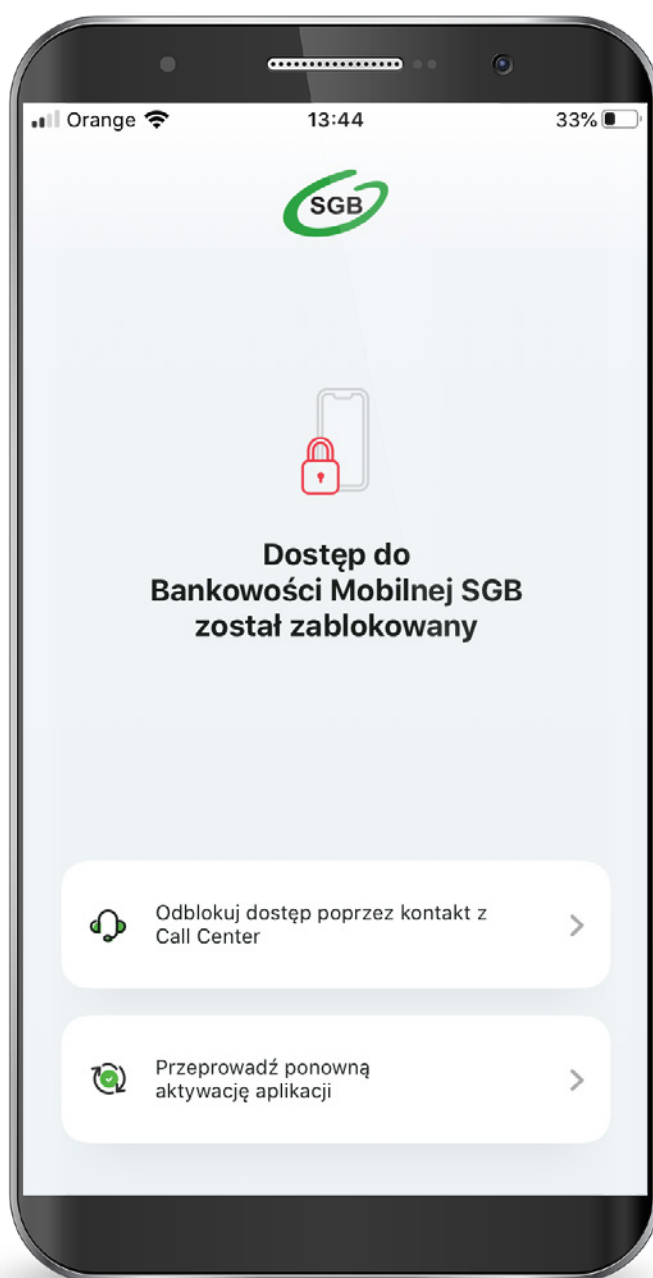 Orange
13:44
33%
SGB
Dostęp do
Bankowości Mobilnej SGB
został zablokowany
Odblokuj dostęp poprzez kontakt z
Call Center
Przeprowadź ponowną
aktywację aplikacji